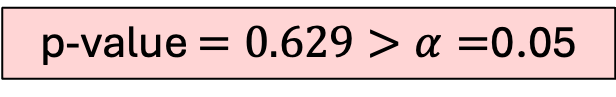 p-value = 0.629 > α =0.05